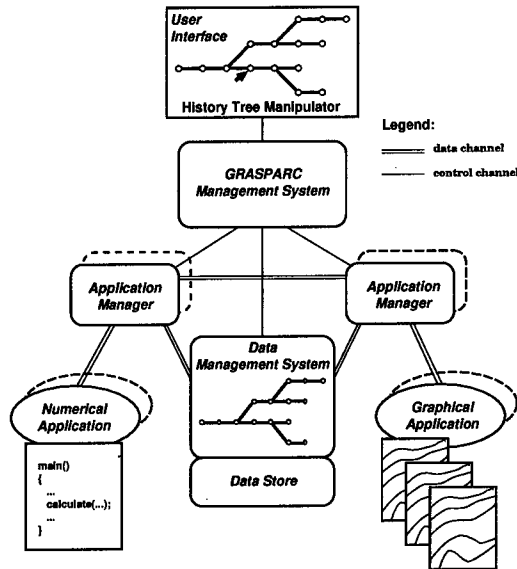 User
Interface
History Tree Manipulator
Legend:
data channel
control channel
GRASPARC
Management System
Application
Manager
Application
Manager
Data
Management System
Numerical
Application
Graphical
Application
Data Store
main()
{
...
calculate(...);
...
}